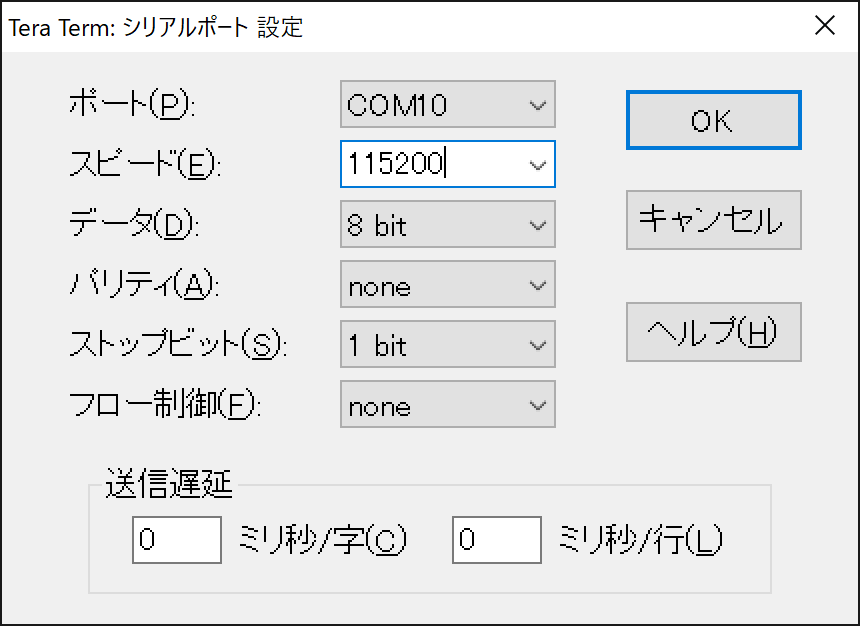 Tera Term: シリアルポート 設定
ポート(P): COM10
OK
スピード(E): 115200
データ(D): 8 bit
キャンセル
パリティ(A): none
ストップビット(S): 1 bit
ヘルプ(H)
フロー制御(F): none
送信遅延
0 ミリ秒/字(C) 0 ミリ秒/行(L)